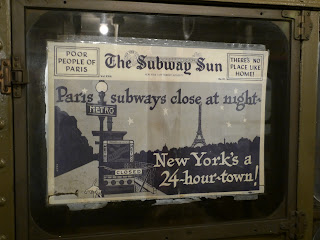 POOR
PEOPLE OF
PARIS
The Subway Sun
THERE'S NO
PLACE LIKE
HOME!
Paris subways close at night
METRO
CLOSED
New York's a
24-hour-town!